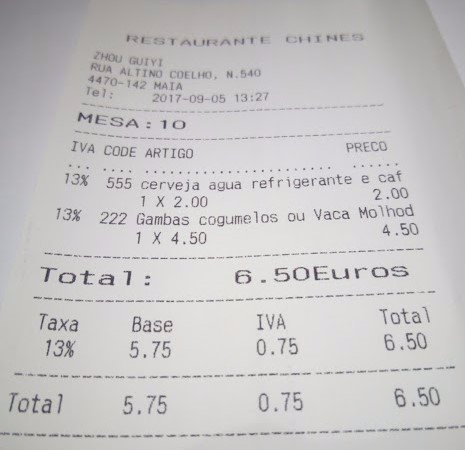 RESTAURANTE CHINES
ZHOU GUIYI
RUA ALTINO COELHO, N.540
4470-142 MAIA
Tel: 2017-09-05 13:27
MESA:10
IVA CODE ARTIGO PRECO
13% 555 cerveja agua refrigerante e caf
1 X 2.00 2.00
13% 222 Gambas cogumelos ou Vaca Molhod
1 X 4.50 4.50
Total: 6.50Euros
Taxa Base IVA Total
13% 5.75 0.75 6.50
Total 5.75 0.75 6.50